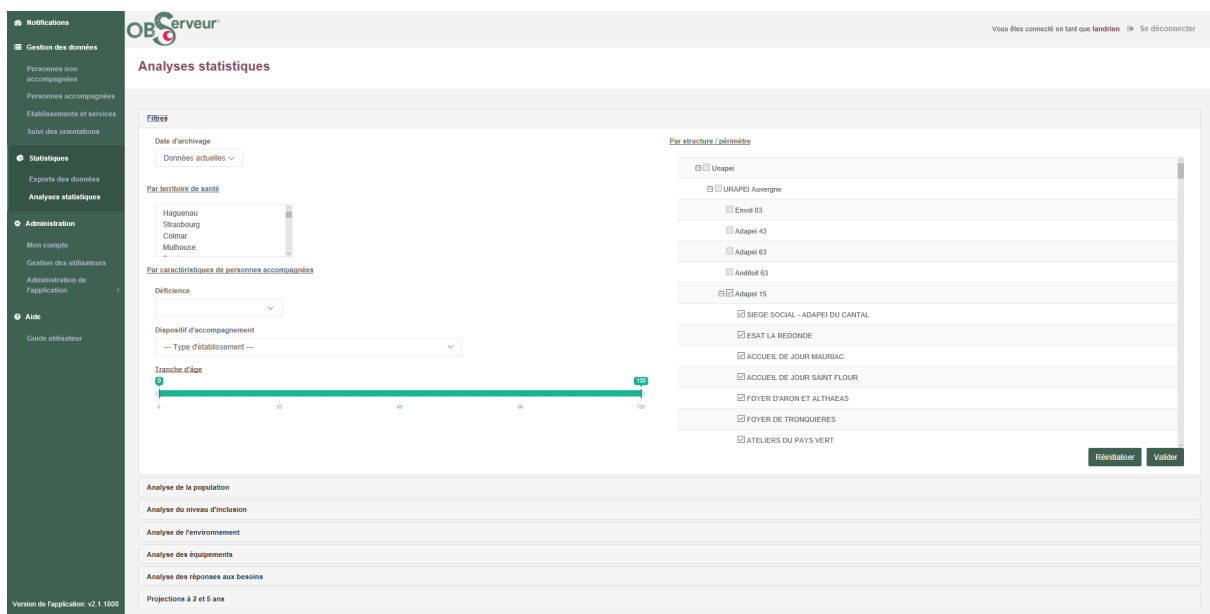 Notifications
Gestion des données
Personnes non
accompagnées
Personnes accompagnées
Etablissements et services
Suivi des orientations
Statistiques
Exports des données
Analyses statistiques
Administration
Mon compte
Gestion des utilisateurs
Administration de
l'application
Aide
Guide utilisateur
Version de l'application: v2.1.1808
OBServeur
Vous êtes connecté en tant que landrien Se déconnecter
Analyses statistiques
Filtres
Date d'archivage
Données actuelles
Par territoire de santé
Haguenau
Strasbourg
Colmar
Mulhouse
Par caractéristiques de personnes accompagnées
Déficience
Dispositif d'accompagnement
--- Type d'établissement ---
Tranche d'âge
0 130
0 33 65 98 130
Par structure / périmètre
Unapei
URAPEI Auvergne
Envol 03
Adapei 43
Adapei 63
Anditoit 63
Adapei 15
SIEGE SOCIAL - ADAPEI DU CANTAL
ESAT LA REDONDE
ACCUEIL DE JOUR MAURIAC
ACCUEIL DE JOUR SAINT FLOUR
FOYER D'ARON ET ALTHAEAS
FOYER DE TRONQUIERES
ATELIERS DU PAYS VERT
Réinitialiser Valider
Analyse de la population
Analyse du niveau d'inclusion
Analyse de l'environnement
Analyse des équipements
Analyse des réponses aux besoins
Projections à 2 et 5 ans